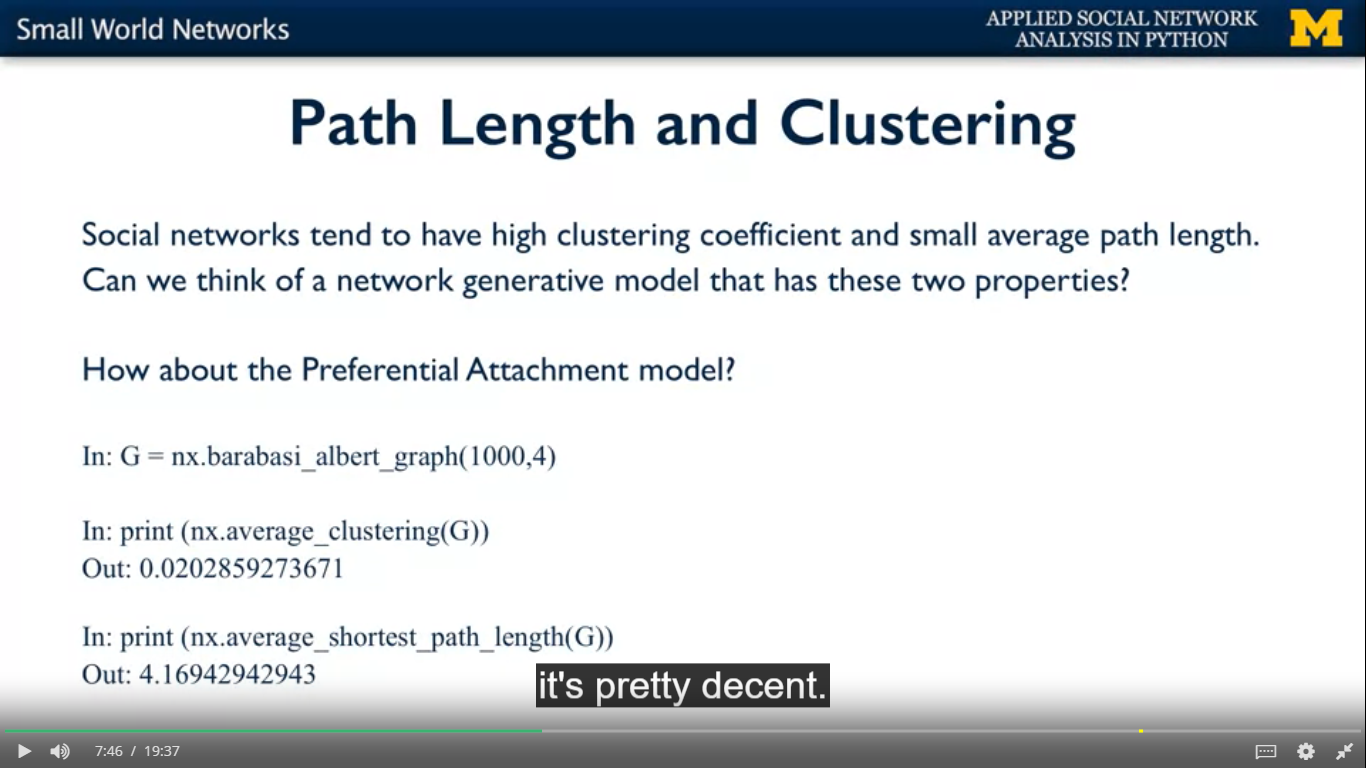 Small World Networks
APPLIED SOCIAL NETWORK
ANALYSIS IN PYTHON
M
Path Length and Clustering
Social networks tend to have high clustering coefficient and small average path length.
Can we think of a network generative model that has these two properties?
How about the Preferential Attachment model?
In: G = nx.barabasi_albert_graph(1000,4)
In: print (nx.average_clustering(G))
Out: 0.0202859273671
In: print (nx.average_shortest_path_length(G))
Out: 4.16942942943
it's pretty decent.
7:46 / 19:37